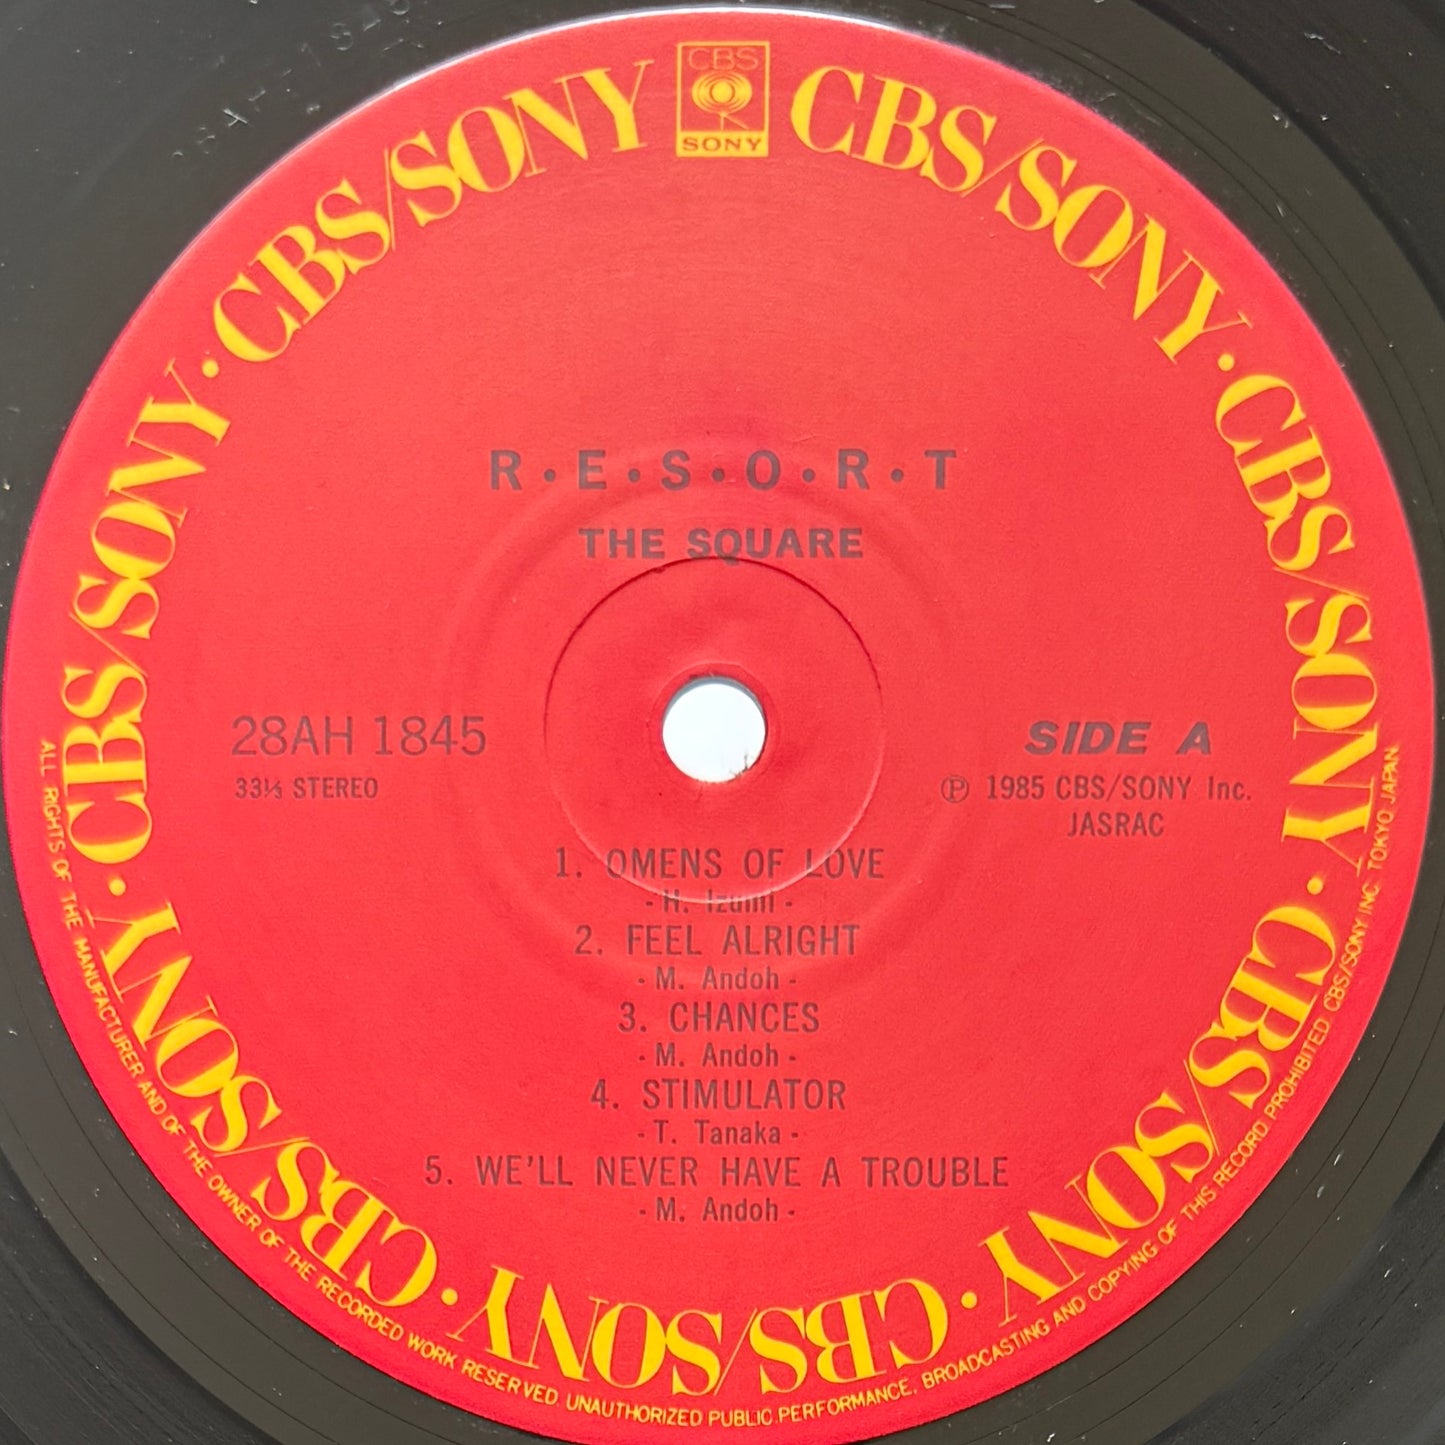 CBS
SONY
CBS/SONY · CBS/SONY · CBS/SONY · CBS/SONY · CBS/SONY · CBS/SONY · CBS/SONY · CBS/SONY · CBS/SONY
R·E·S·O·R·T
THE SQUARE
28AH 1845
33⅓ STEREO
SIDE A
Ⓟ 1985 CBS/SONY Inc.
JASRAC
1. OMENS OF LOVE
- H. Izumi -
2. FEEL ALRIGHT
- M. Andoh -
3. CHANCES
- M. Andoh -
4. STIMULATOR
- T. Tanaka -
5. WE'LL NEVER HAVE A TROUBLE
- M. Andoh -
ALL RIGHTS OF THE MANUFACTURER AND OF THE OWNER OF THE RECORDED WORK RESERVED. UNAUTHORIZED PUBLIC PERFORMANCE, BROADCASTING AND COPYING OF THIS RECORD PROHIBITED. CBS/SONY INC. TOKYO, JAPAN